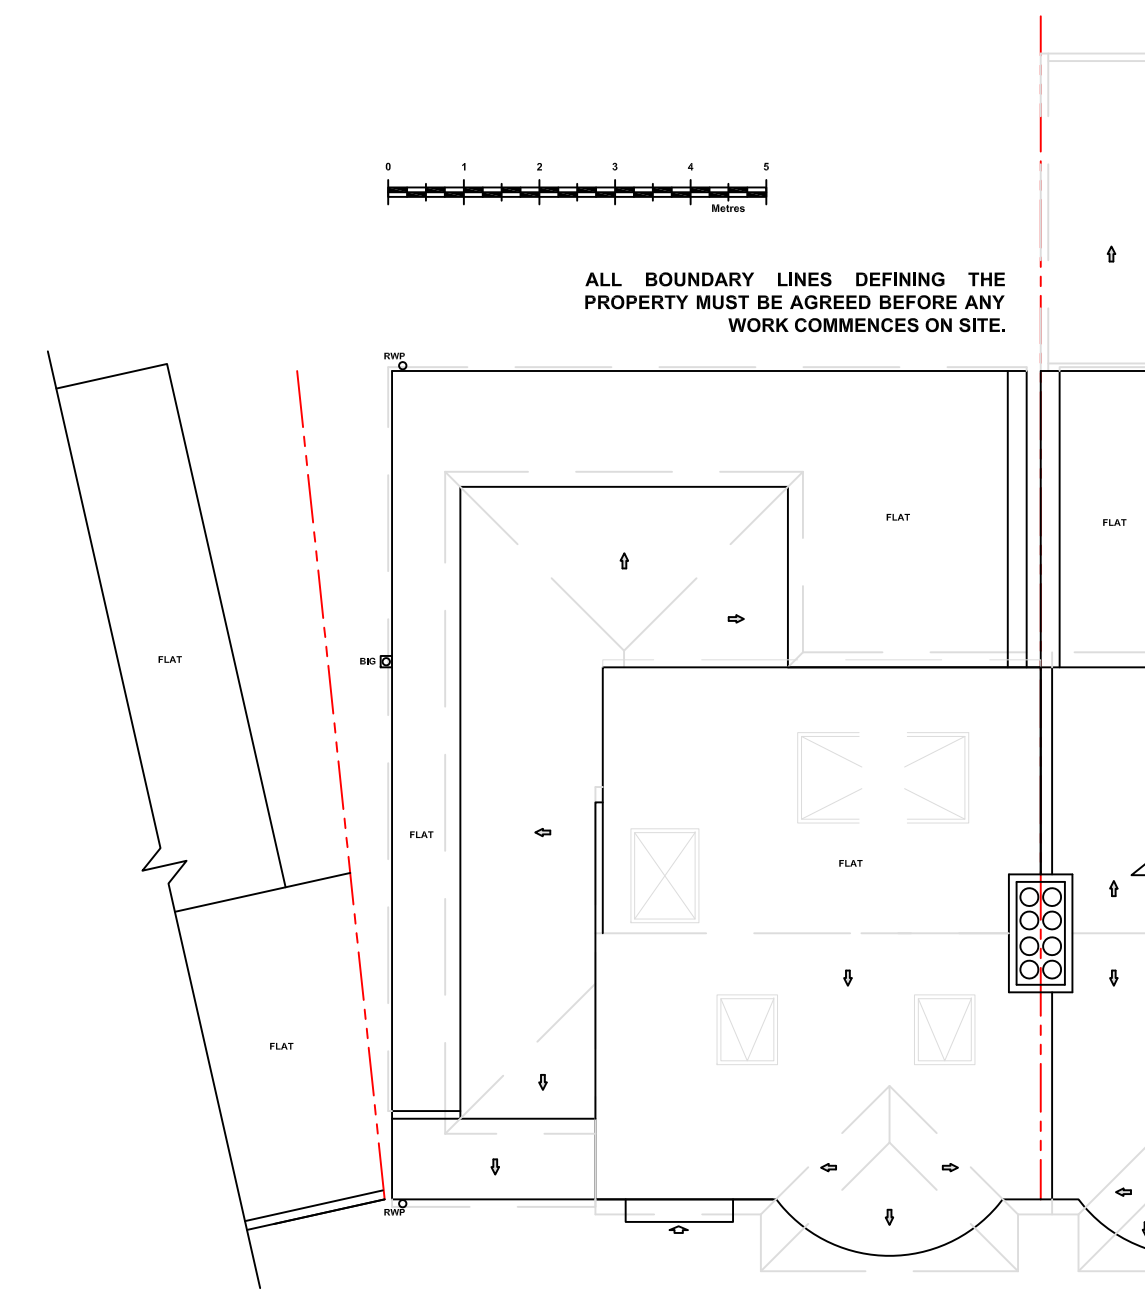 0 1 2 3 4 5
Metres
ALL BOUNDARY LINES DEFINING THE
PROPERTY MUST BE AGREED BEFORE ANY
WORK COMMENCES ON SITE.
RWP
FLAT
FLAT
FLAT
BIG
FLAT
FLAT
FLAT
RWP